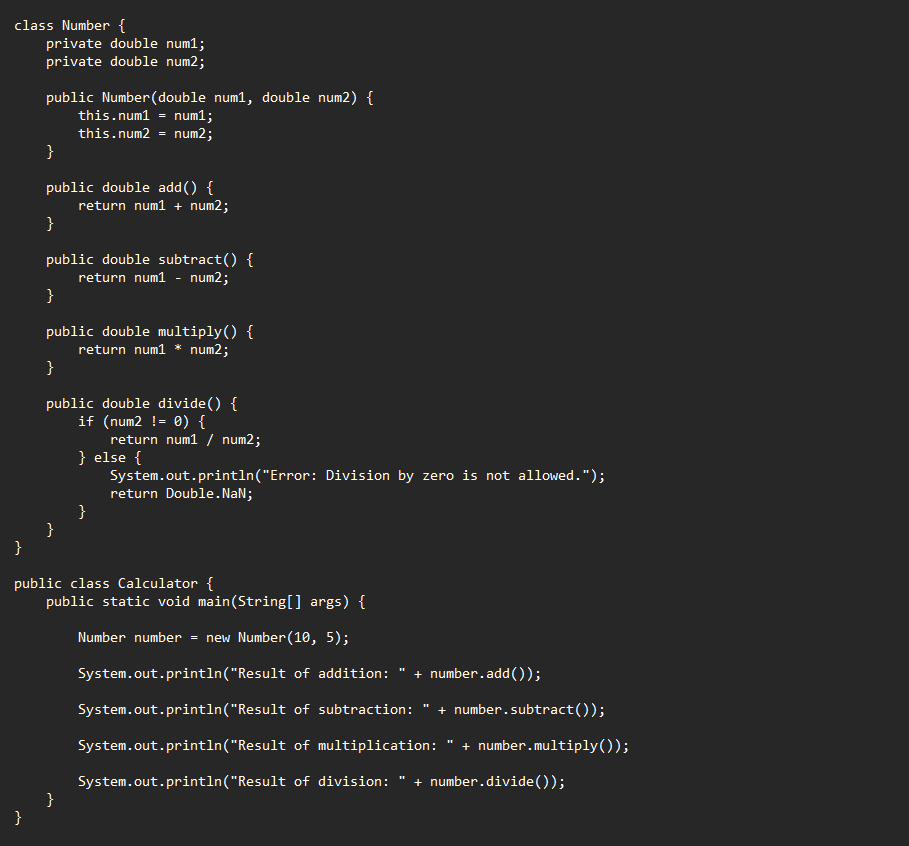 class Number {
    private double num1;
    private double num2;

    public Number(double num1, double num2) {
        this.num1 = num1;
        this.num2 = num2;
    }

    public double add() {
        return num1 + num2;
    }

    public double subtract() {
        return num1 - num2;
    }

    public double multiply() {
        return num1 * num2;
    }

    public double divide() {
        if (num2 != 0) {
            return num1 / num2;
        } else {
            System.out.println("Error: Division by zero is not allowed.");
            return Double.NaN;
        }
    }
}

public class Calculator {
    public static void main(String[] args) {

        Number number = new Number(10, 5);

        System.out.println("Result of addition: " + number.add());

        System.out.println("Result of subtraction: " + number.subtract());

        System.out.println("Result of multiplication: " + number.multiply());

        System.out.println("Result of division: " + number.divide());
    }
}